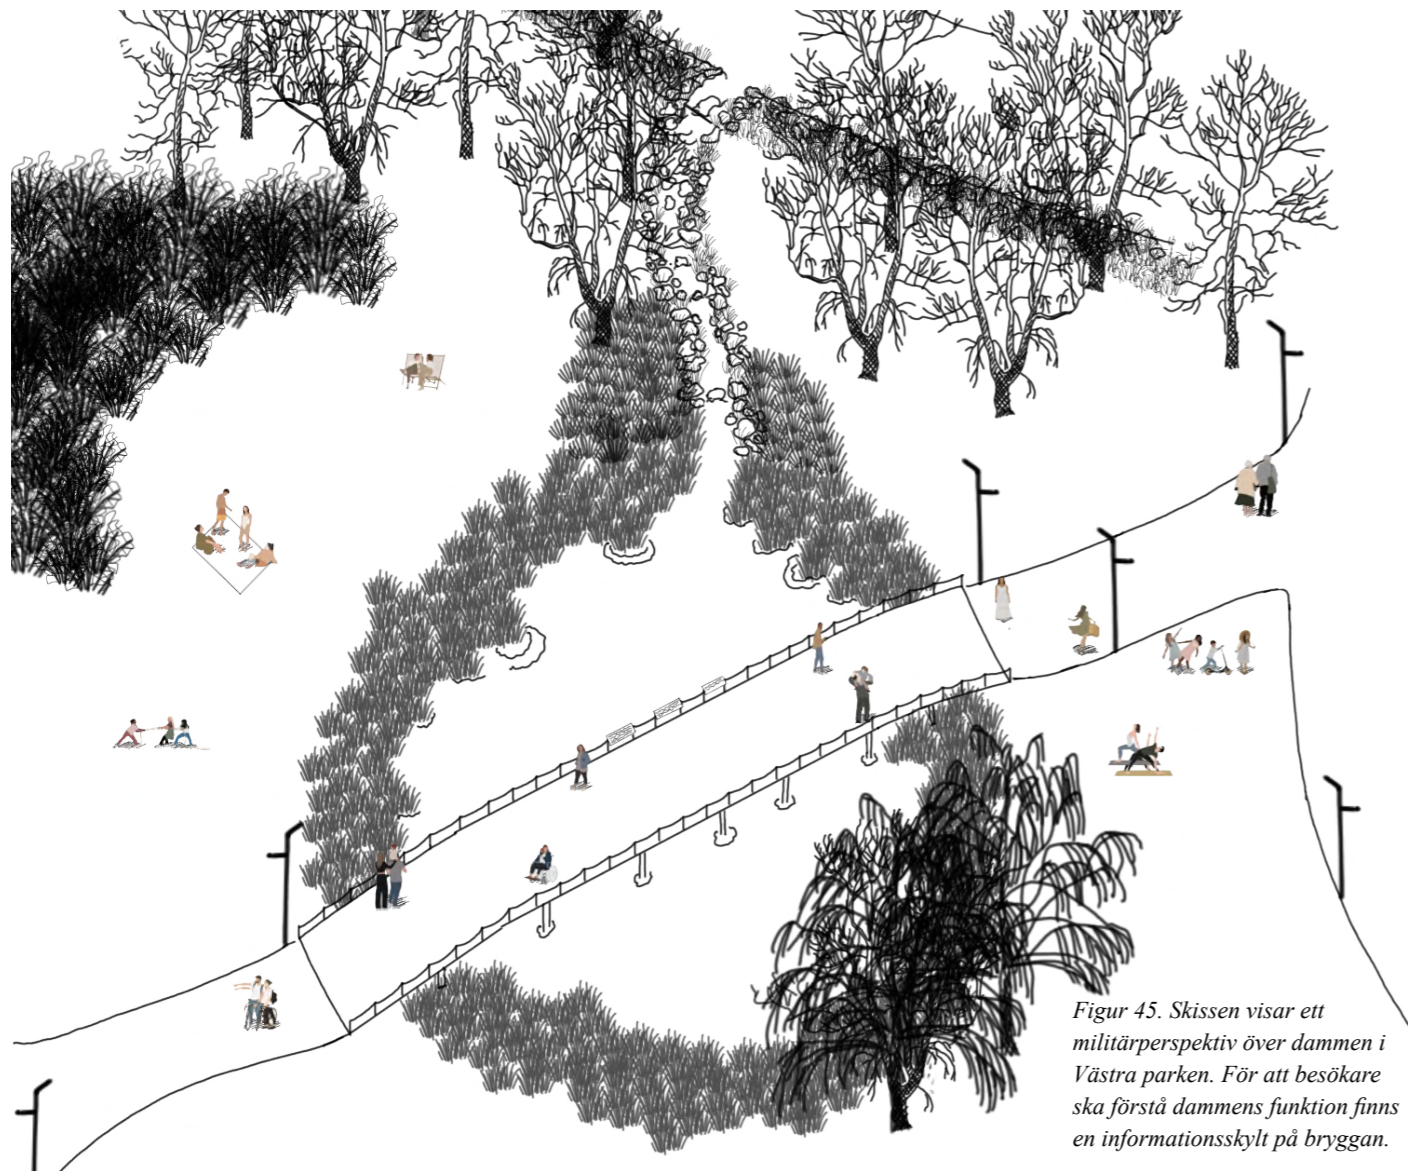 Figur 45. Skissen visar ett
militärperspektiv över dammen i
Västra parken. För att besökare
ska förstå dammens funktion finns
en informationsskylt på bryggan.